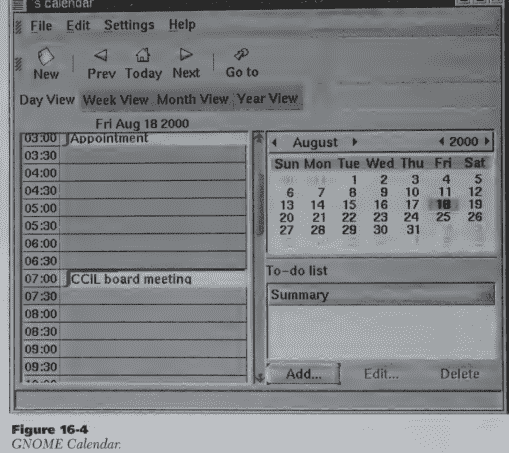 's calendar
File Edit Settings Help
New Prev Today Next Go to
Day View Week View Month View Year View
Fri Aug 18 2000
03:00 Appointment
03:30
04:00
04:30
05:00
05:30
06:00
06:30
07:00 CCIL board meeting
07:30
08:00
08:30
09:00
09:30
August 2000
Sun Mon Tue Wed Thu Fri Sat
1 2 3 4 5
6 7 8 9 10 11 12
13 14 15 16 17 18 19
20 21 22 23 24 25 26
27 28 29 30 31
To-do list
Summary
Add... Edit... Delete
Figure 16-4
GNOME Calendar.